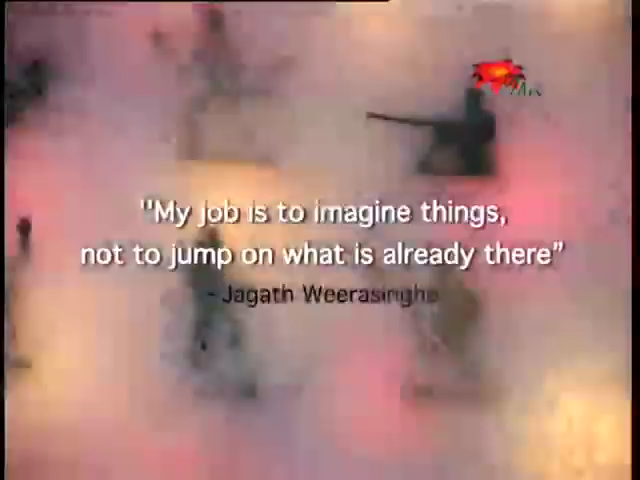 "My job is to imagine things,
not to jump on what is already there"
- Jagath Weerasinghe